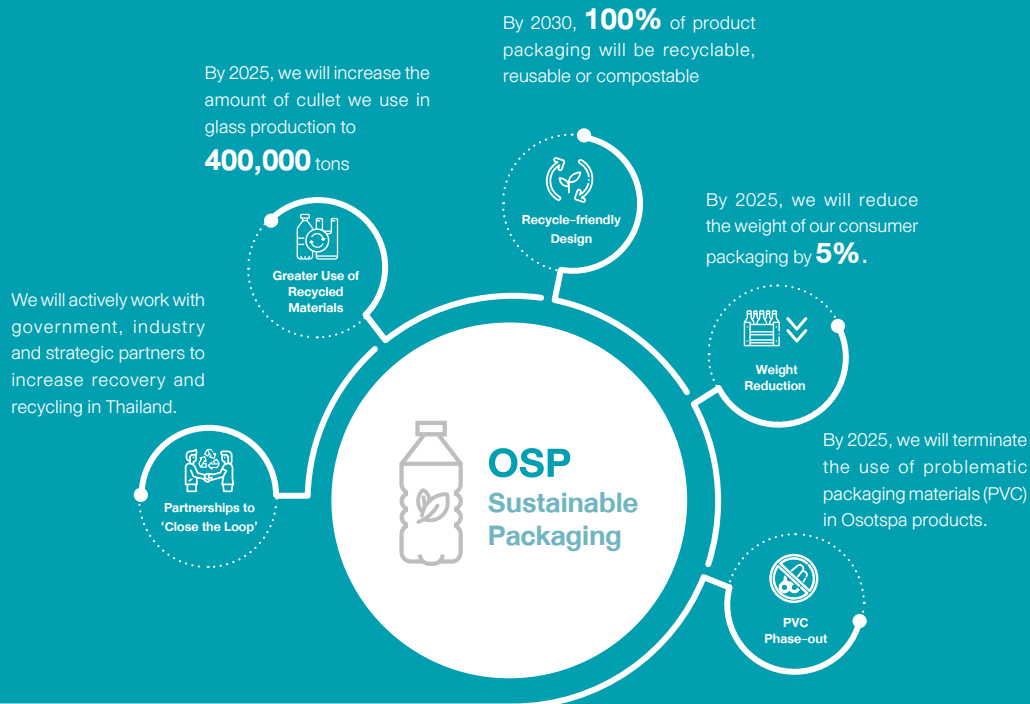 By 2030, 100% of product
packaging will be recyclable,
reusable or compostable
By 2025, we will increase the
amount of cullet we use in
glass production to
400,000 tons
Recycle-friendly
Design
By 2025, we will reduce
the weight of our consumer
packaging by 5%.
Greater Use of
Recycled
Materials
We will actively work with
government, industry
and strategic partners to
increase recovery and
recycling in Thailand.
Weight
Reduction
By 2025, we will terminate
the use of problematic
packaging materials (PVC)
in Osotspa products.
Partnerships to
'Close the Loop'
OSP
Sustainable
Packaging
PVC
Phase-out